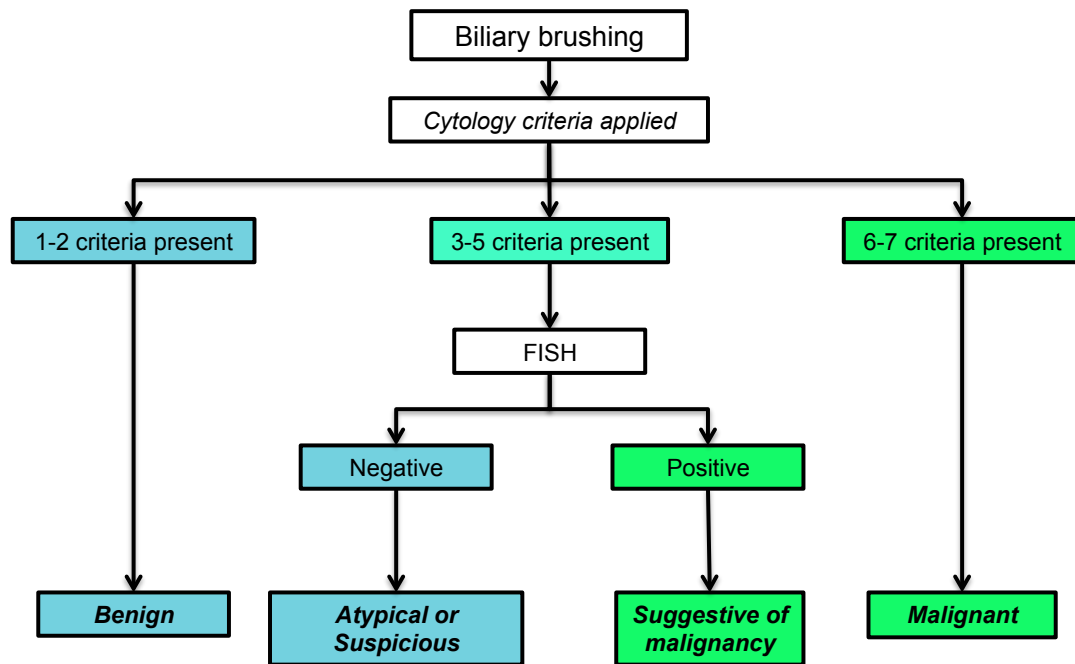 Biliary brushing
Cytology criteria applied
1-2 criteria present
3-5 criteria present
6-7 criteria present
FISH
Negative
Positive
Benign
Atypical or
Suspicious
Suggestive of
malignancy
Malignant